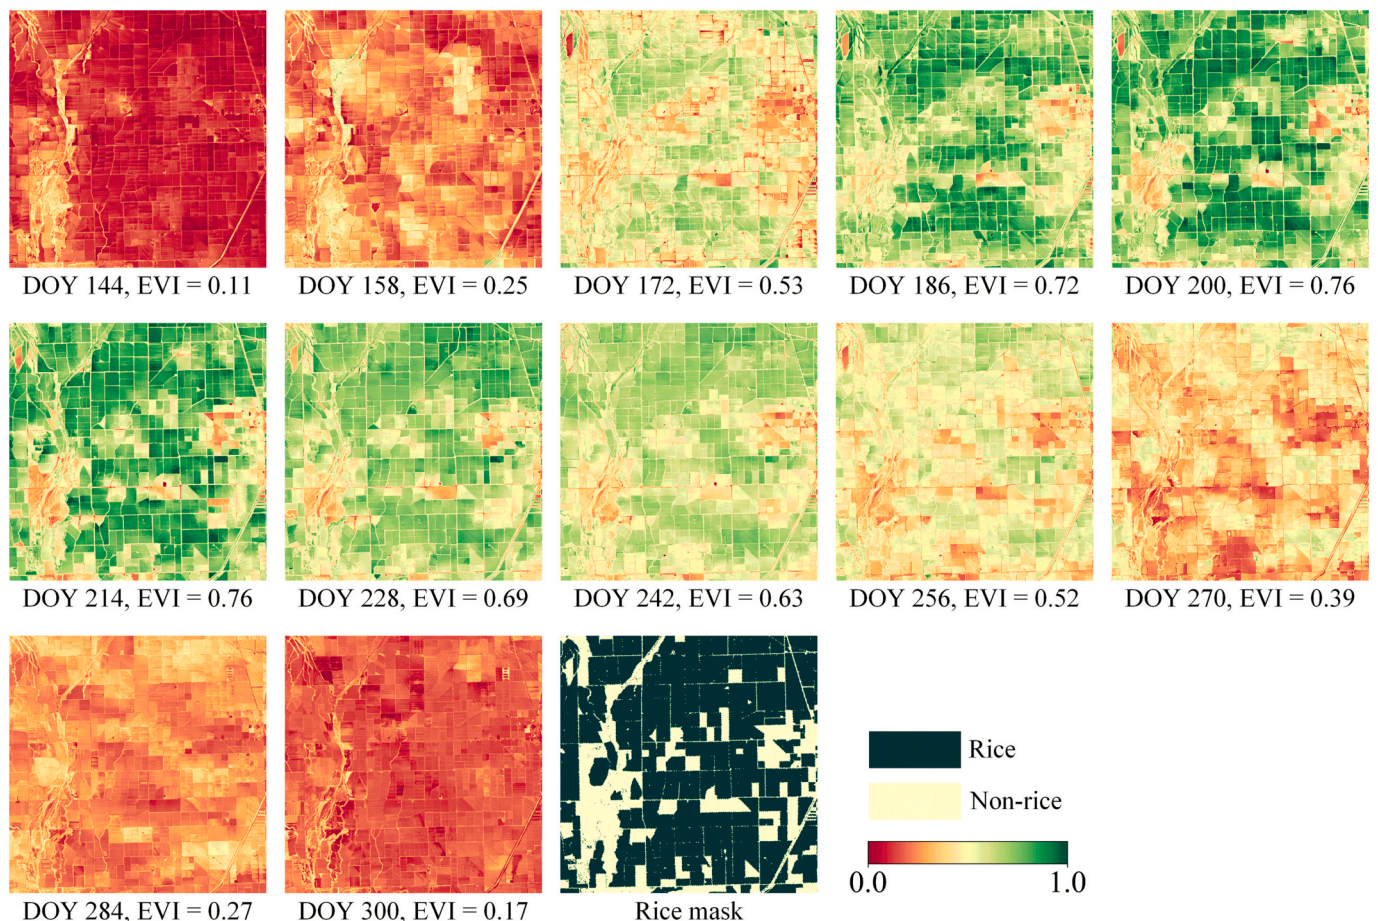 DOY 144, EVI = 0.11
DOY 158, EVI = 0.25
DOY 172, EVI = 0.53
DOY 186, EVI = 0.72
DOY 200, EVI = 0.76
DOY 214, EVI = 0.76
DOY 228, EVI = 0.69
DOY 242, EVI = 0.63
DOY 256, EVI = 0.52
DOY 270, EVI = 0.39
Rice
Non-rice
0.0
1.0
DOY 284, EVI = 0.27
DOY 300, EVI = 0.17
Rice mask